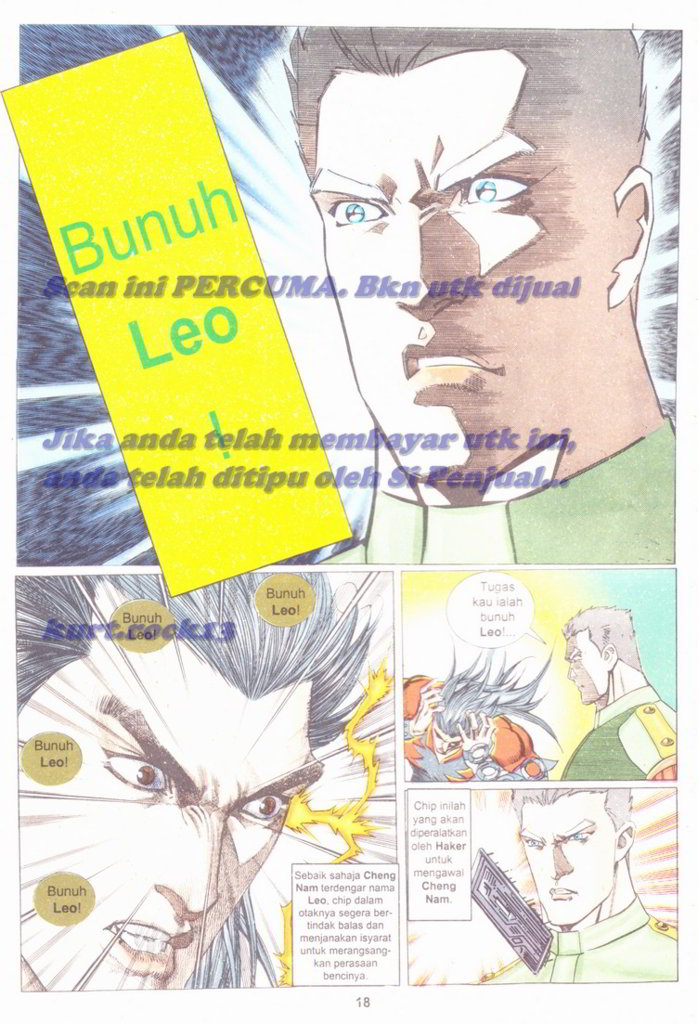 Bunuh
Leo
!
Scan ini PERCUMA. Bkn utk dijual
Jika anda telah membayar utk ini,
anda telah ditipu oleh Si Penjual...
kurt.rock13
Bunuh
Leo!
Bunuh
Leo!
Bunuh
Leo!
Bunuh
Leo!
Sebaik sahaja Cheng
Nam terdengar nama
Leo, chip dalam
otaknya segera ber-
tindak balas dan
menjanakan isyarat
untuk merangsang-
kan perasaan
bencinya.
Tugas
kau ialah
bunuh
Leo!...
Chip inilah
yang akan
diperalatkan
oleh Haker
untuk
mengawal
Cheng
Nam.
18